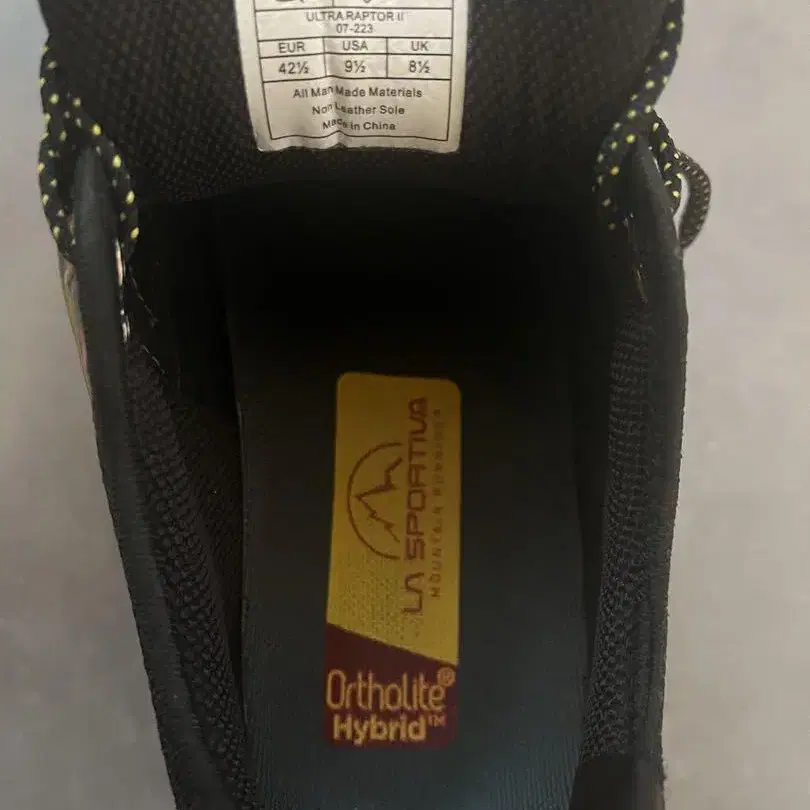 ULTRA RAPTOR II
07-223
EUR USA UK
42½ 9½ 8½
All Man Made Materials
Non Leather Sole
Made in China
LA SPORTIVA
MOUNTAIN RUNNING®
Ortholite®
Hybrid™